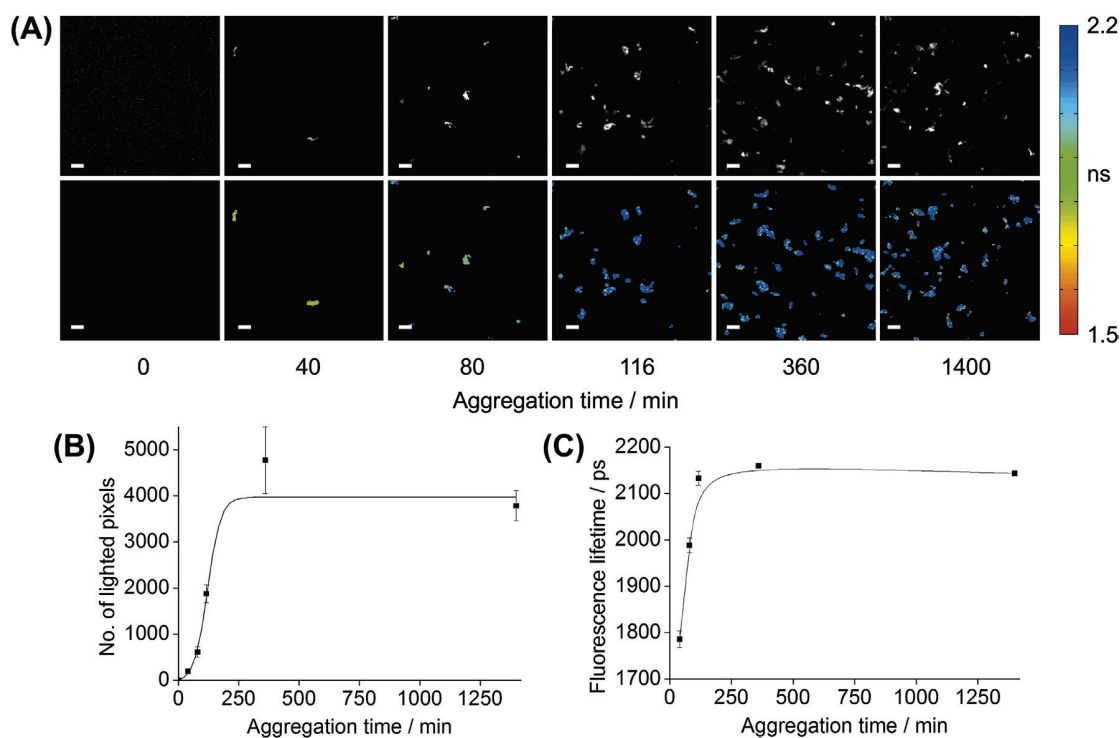 (A)
2.2
ns
1.5
0 40 80 116 360 1400
Aggregation time / min
(B)
No. of lighted pixels
5000
4000
3000
2000
1000
0
0 250 500 750 1000 1250
Aggregation time / min
(C)
Fluorescence lifetime / ps
2200
2100
2000
1900
1800
1700
0 250 500 750 1000 1250
Aggregation time / min